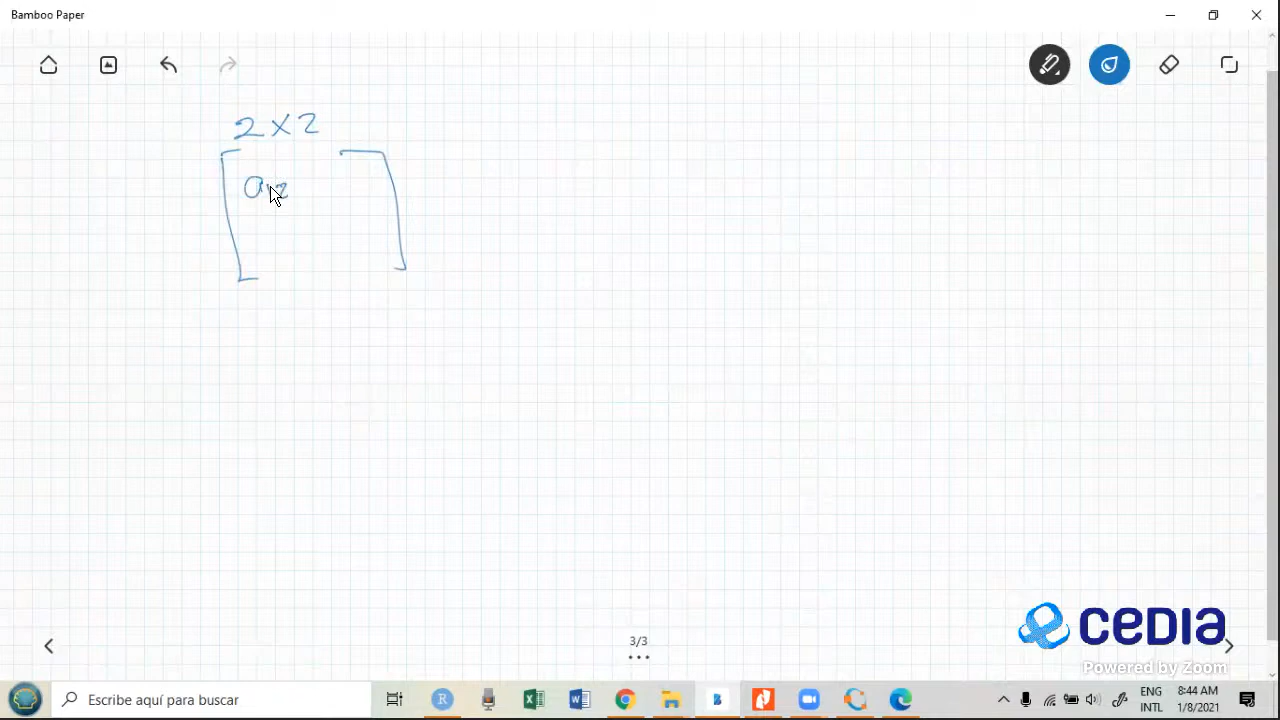 Bamboo Paper
2 X 2
3/3
cedia
Powered by Zoom
Escribe aquí para buscar
ENG
INTL
8:44 AM
1/8/2021